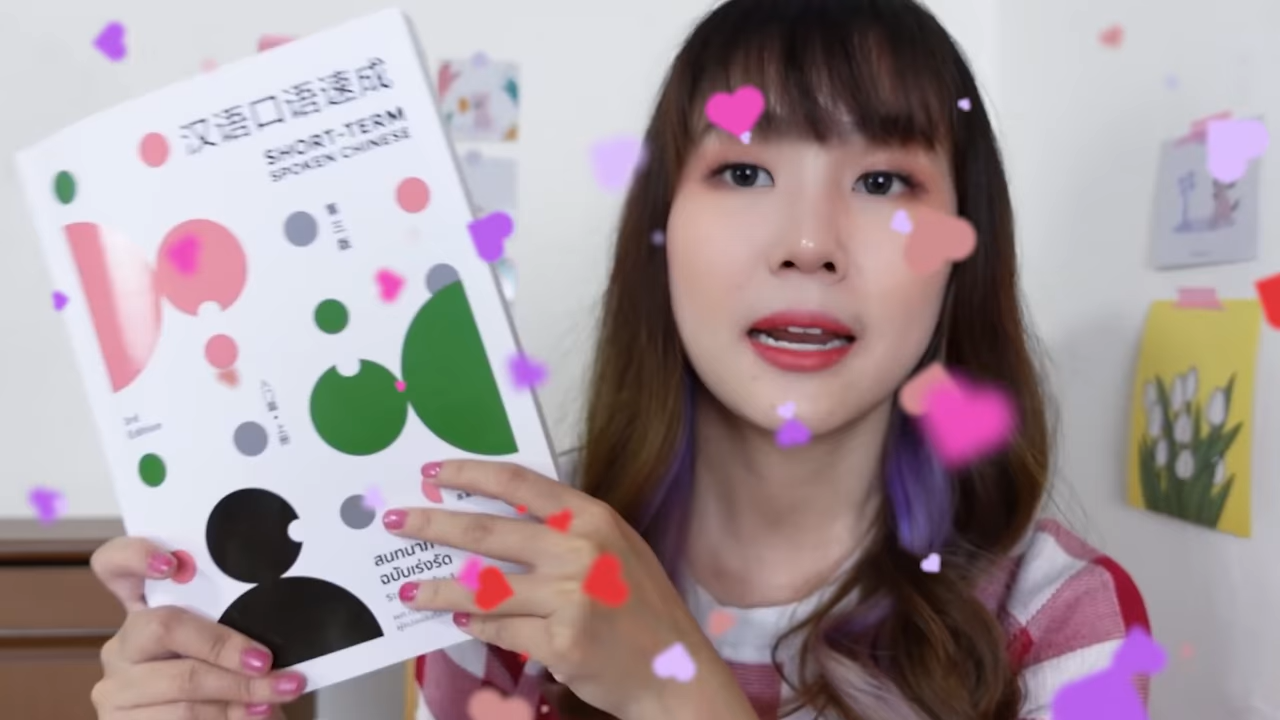 汉语口语速成
SHORT-TERM
SPOKEN CHINESE
第三版
3rd
Edition
入门篇·上册
สนทนา
ฉบับเร่งรัด